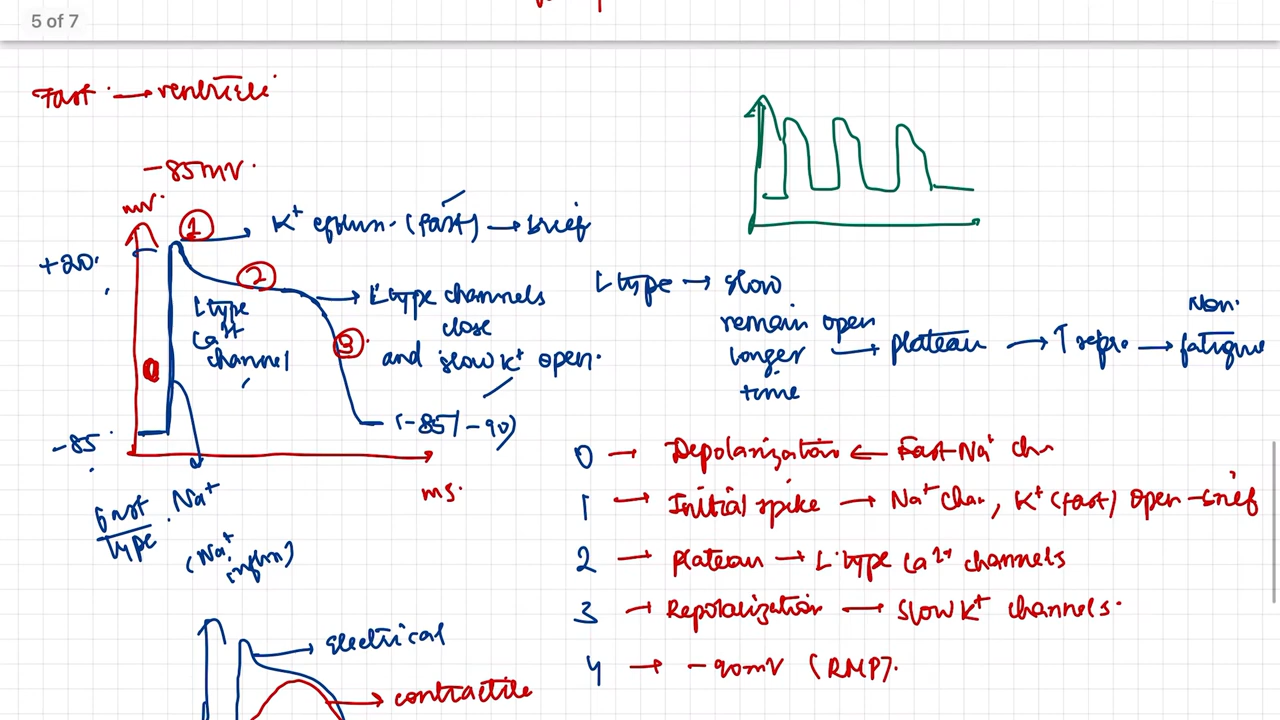 5 of 7
Fast → ventricle
-85mv
mv
+20
-85
0
1
2
3
K+ efflux (fast) → brief
L type
Ca2+
channel
L type channels
close
and slow K+ open.
(-85/-90)
ms.
Fast
type
Na+
(Na+
influx)
L type → slow
remain open
longer
time
→ plateau → ↑ refr. → Non.
fatigue
0 → Depolarization ← Fast Na+ ch
1 → Initial spike → Na+ char, K+ (fast) open - brief
2 → plateau → L type Ca2+ channels
3 → Repolarization → slow K+ channels.
4 → -90mV (RMP).
electrical
contractile